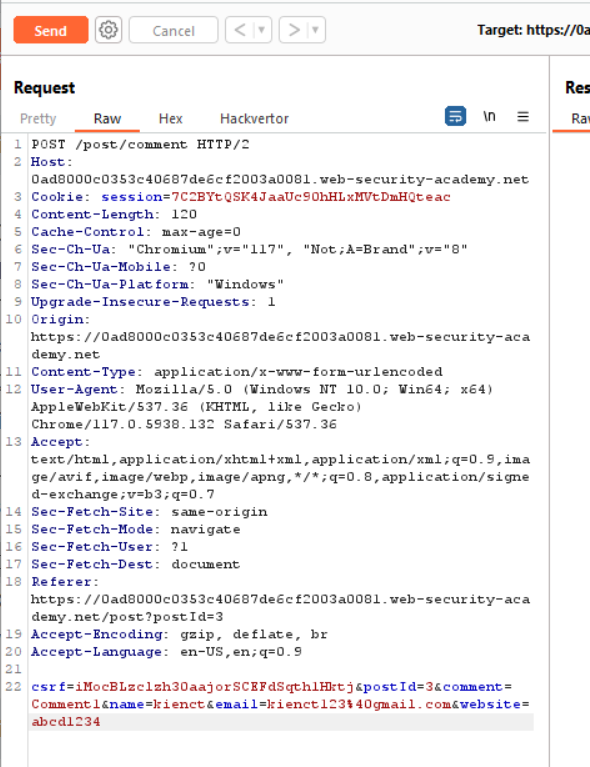 Send
Cancel
Target: https://0a
Request
Res
Pretty Raw Hex Hackvertor \n
Ra
1 POST /post/comment HTTP/2
2 Host:
0ad8000c0353c40687de6cf2003a0081.web-security-academy.net
3 Cookie: session=7C2BYtQSK4JaaUc90hHLxMVtDmHQteac
4 Content-Length: 120
5 Cache-Control: max-age=0
6 Sec-Ch-Ua: "Chromium";v="117", "Not;A=Brand";v="8"
7 Sec-Ch-Ua-Mobile: ?0
8 Sec-Ch-Ua-Platform: "Windows"
9 Upgrade-Insecure-Requests: 1
10 Origin:
https://0ad8000c0353c40687de6cf2003a0081.web-security-aca
demy.net
11 Content-Type: application/x-www-form-urlencoded
12 User-Agent: Mozilla/5.0 (Windows NT 10.0; Win64; x64)
AppleWebKit/537.36 (KHTML, like Gecko)
Chrome/117.0.5938.132 Safari/537.36
13 Accept:
text/html,application/xhtml+xml,application/xml;q=0.9,ima
ge/avif,image/webp,image/apng,*/*;q=0.8,application/signe
d-exchange;v=b3;q=0.7
14 Sec-Fetch-Site: same-origin
15 Sec-Fetch-Mode: navigate
16 Sec-Fetch-User: ?1
17 Sec-Fetch-Dest: document
18 Referer:
https://0ad8000c0353c40687de6cf2003a0081.web-security-aca
demy.net/post?postId=3
19 Accept-Encoding: gzip, deflate, br
20 Accept-Language: en-US,en;q=0.9
21
22 csrf=iMocBLzclzh30aajorSCEFdSqthlHktj&postId=3&comment=
Comment1&name=kienct&email=kienct123%40gmail.com&website=
abcd1234